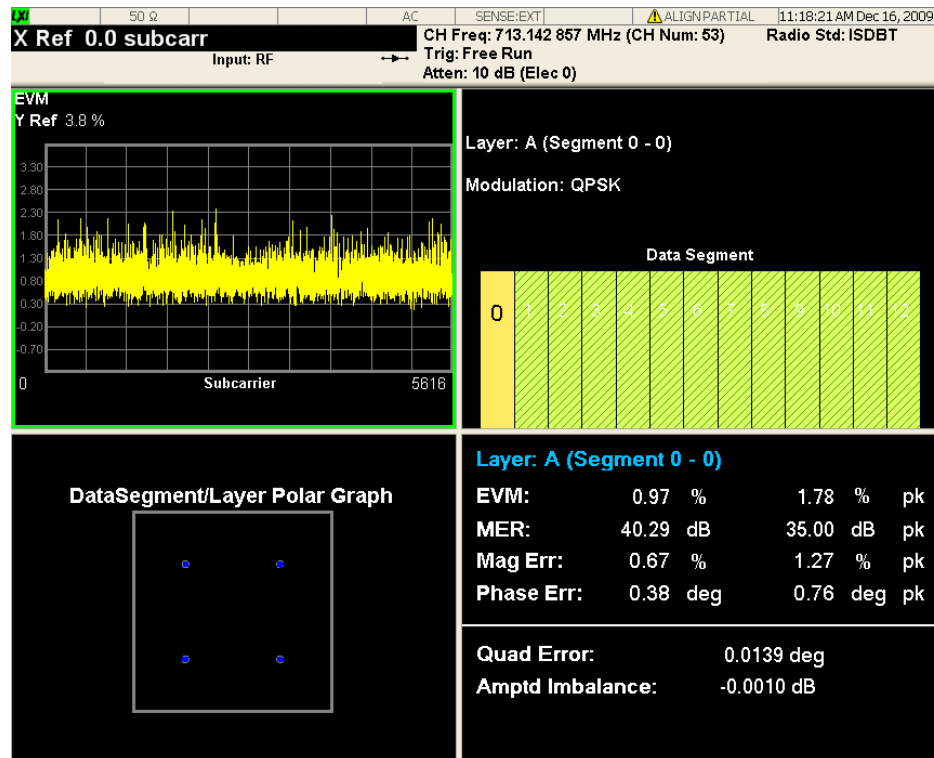 LXI 50 Ω AC SENSE:EXT ALIGN PARTIAL 11:18:21 AM Dec 16, 2009
X Ref 0.0 subcarr
Input: RF
CH Freq: 713.142 857 MHz (CH Num: 53) Radio Std: ISDBT
Trig: Free Run
Atten: 10 dB (Elec 0)
EVM
Y Ref 3.8 %
3.30
2.80
2.30
1.80
1.30
0.80
0.30
-0.20
-0.70
0 Subcarrier 5616
Layer: A (Segment 0 - 0)
Modulation: QPSK
Data Segment
0 1 2 3 4 5 6 7 8 9 10 11 12
DataSegment/Layer Polar Graph
Layer: A (Segment 0 - 0)
EVM: 0.97 % 1.78 % pk
MER: 40.29 dB 35.00 dB pk
Mag Err: 0.67 % 1.27 % pk
Phase Err: 0.38 deg 0.76 deg pk
Quad Error: 0.0139 deg
Amptd Imbalance: -0.0010 dB